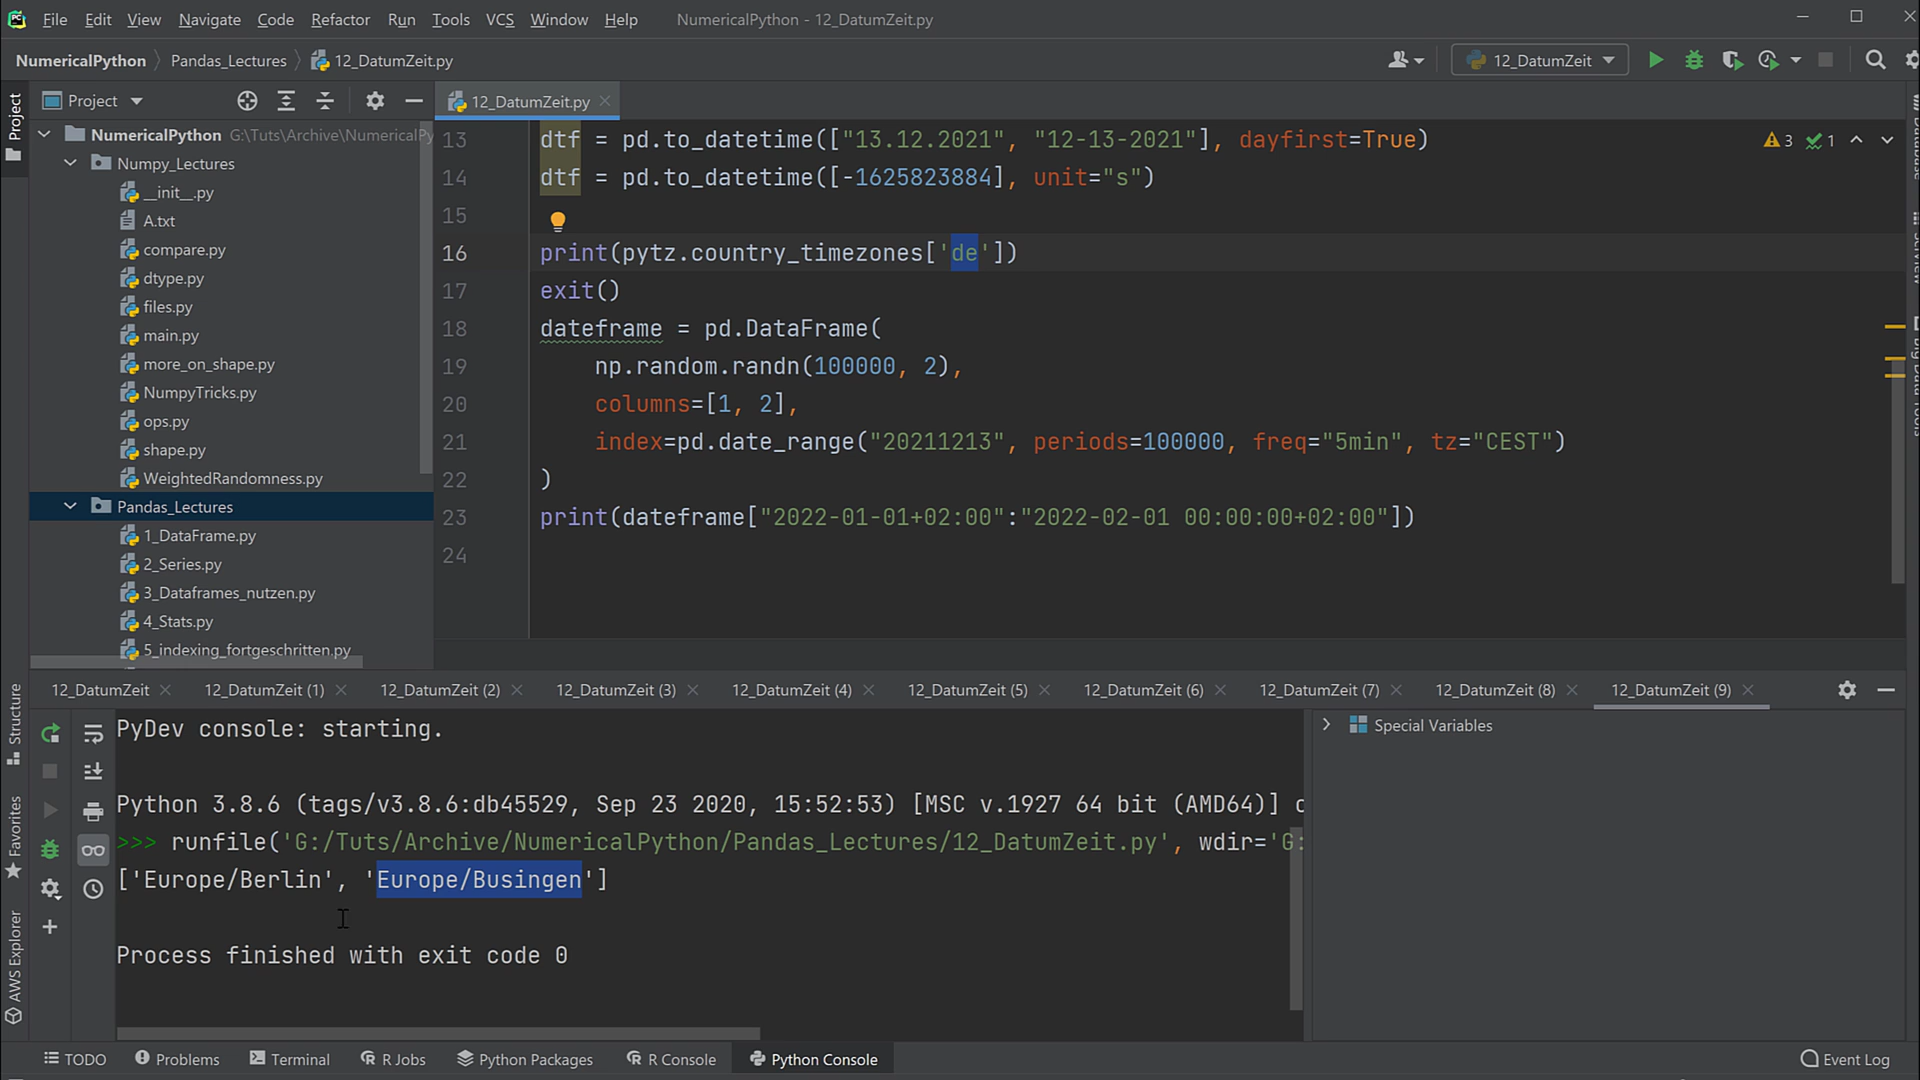 File Edit View Navigate Code Refactor Run Tools VCS Window Help NumericalPython - 12_DatumZeit.py
NumericalPython Pandas_Lectures 12_DatumZeit.py 12_DatumZeit
Project
Project
12_DatumZeit.py
NumericalPython G:\Tuts\Archive\NumericalPy
Numpy_Lectures
__init__.py
A.txt
compare.py
dtype.py
files.py
main.py
more_on_shape.py
NumpyTricks.py
ops.py
shape.py
WeightedRandomness.py
Pandas_Lectures
1_DataFrame.py
2_Series.py
3_Dataframes_nutzen.py
4_Stats.py
5_indexing_fortgeschritten.py
13 dtf = pd.to_datetime(["13.12.2021", "12-13-2021"], dayfirst=True)
3 1
14 dtf = pd.to_datetime([-1625823884], unit="s")
15
16 print(pytz.country_timezones['de'])
17 exit()
18 dateframe = pd.DataFrame(
19 np.random.randn(100000, 2),
20 columns=[1, 2],
21 index=pd.date_range("20211213", periods=100000, freq="5min", tz="CEST")
22 )
23 print(dateframe["2022-01-01+02:00":"2022-02-01 00:00:00+02:00"])
24
12_DatumZeit 12_DatumZeit (1) 12_DatumZeit (2) 12_DatumZeit (3) 12_DatumZeit (4) 12_DatumZeit (5) 12_DatumZeit (6) 12_DatumZeit (7) 12_DatumZeit (8) 12_DatumZeit (9)
Structure
Favorites
AWS Explorer
PyDev console: starting.
Python 3.8.6 (tags/v3.8.6:db45529, Sep 23 2020, 15:52:53) [MSC v.1927 64 bit (AMD64)] o
>>> runfile('G:/Tuts/Archive/NumericalPython/Pandas_Lectures/12_DatumZeit.py', wdir='G:
['Europe/Berlin', 'Europe/Busingen']
Process finished with exit code 0
Special Variables
TODO Problems Terminal R Jobs Python Packages R Console Python Console Event Log